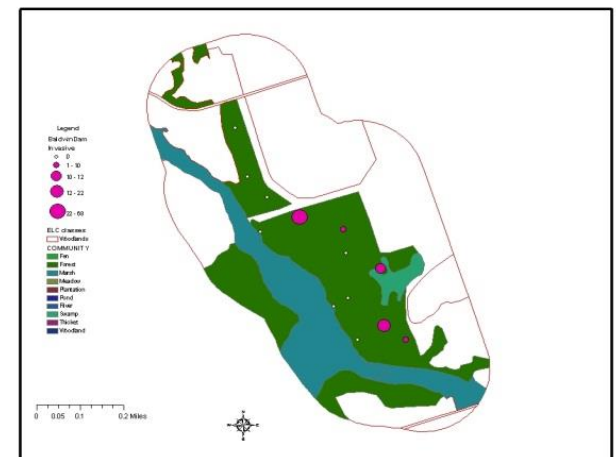 Legend
Baldwin Dam
Invasive
0
1 - 10
10 - 12
12 - 22
22 - 68
ELC classes
Woodlands
COMMUNITY
Fen
Forest
Marsh
Meadow
Plantation
Pond
River
Swamp
Thicket
Woodland
0 0.05 0.1 0.2 Miles